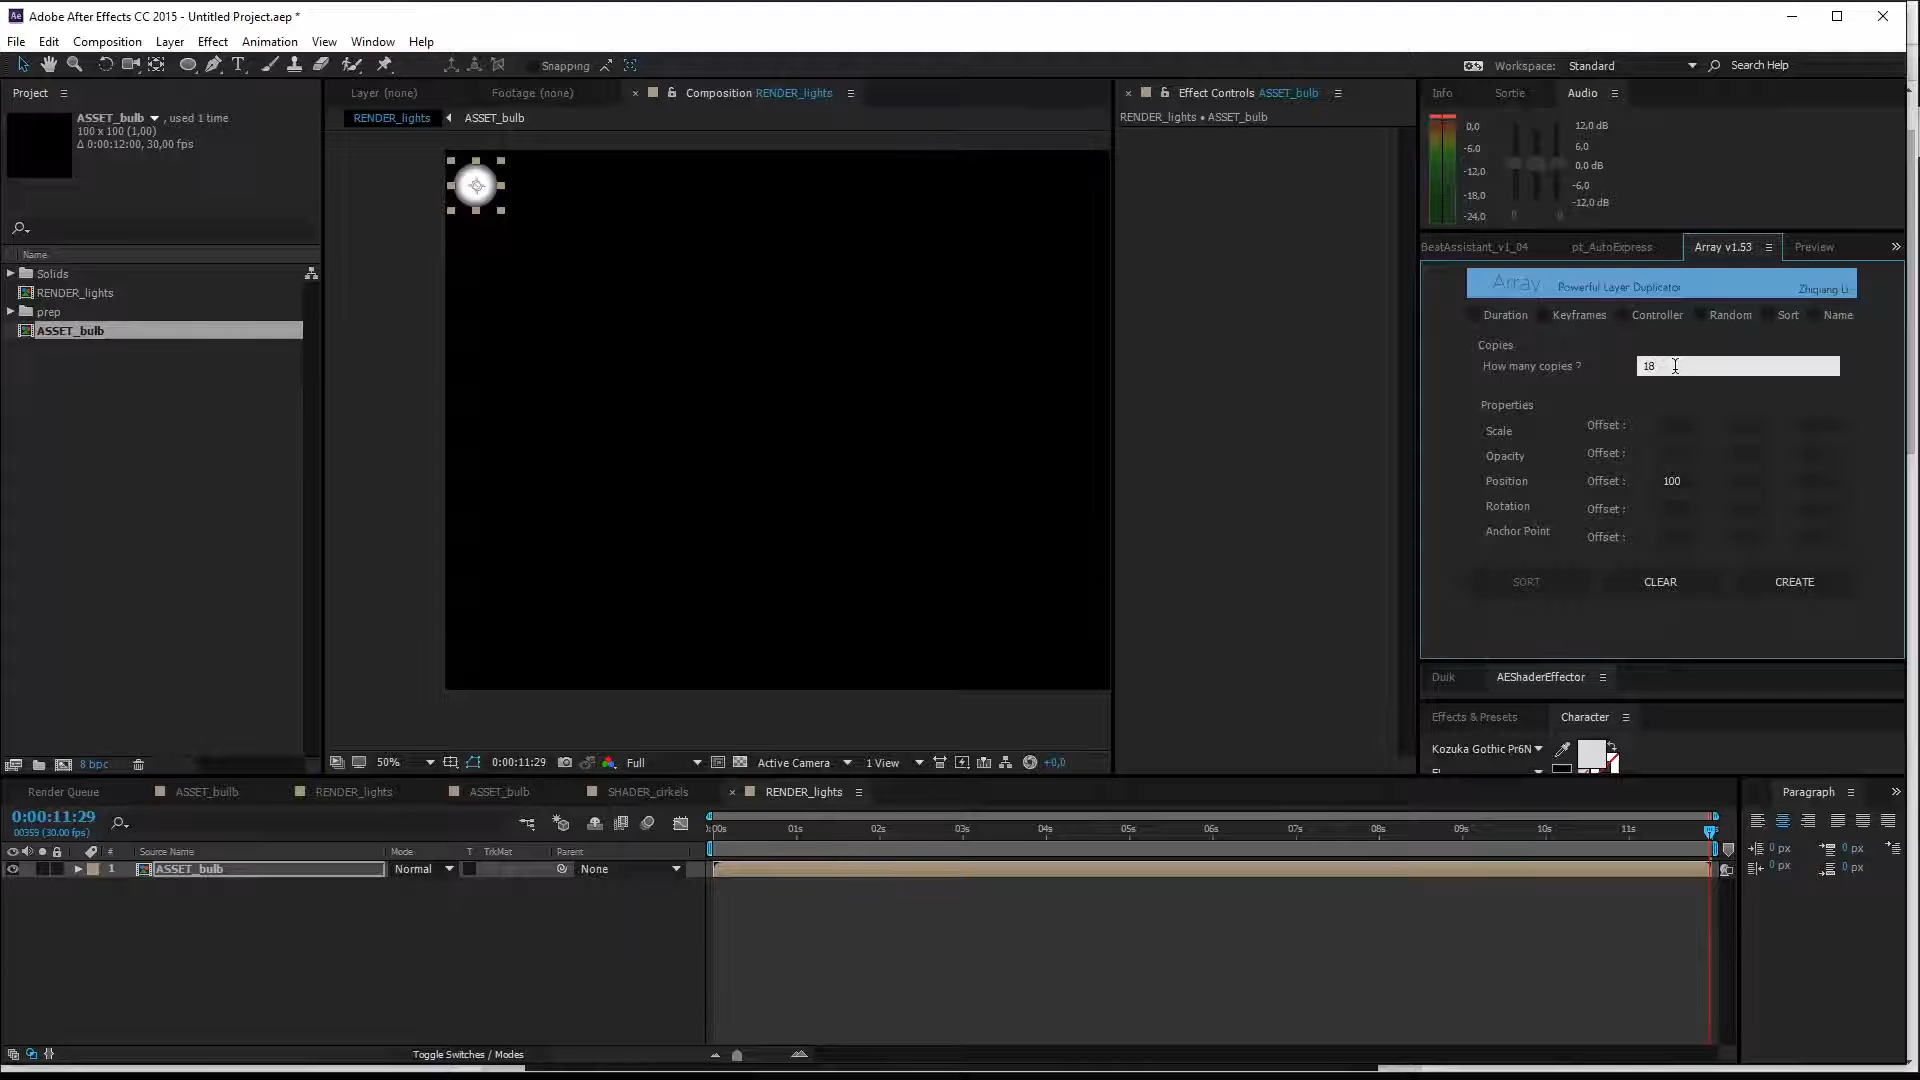 Adobe After Effects CC 2015 - Untitled Project.aep *
File Edit Composition Layer Effect Animation View Window Help
Snapping
Workspace: Standard Search Help
Project
Layer (none) Footage (none) Composition RENDER_lights
Effect Controls ASSET_bulb
Info Sortie Audio
ASSET_bulb , used 1 time
100 x 100 (1,00)
Δ 0:00:12:00, 30,00 fps
RENDER_lights ASSET_bulb
RENDER_lights • ASSET_bulb
0,0
-6.0
-12,0
-18,0
-24,0
12,0 dB
6,0
0,0 dB
-6,0
-12,0 dB
0 0
Name
Solids
RENDER_lights
prep
ASSET_bulb
BeatAssistant_v1_04 pt_AutoExpress Array v1.53 Preview
Array Powerful Layer Duplicator Zhiqiang Li
Duration Keyframes Controller Random Sort Name
Copies
How many copies ? 18
Properties
Scale Offset :
Opacity Offset :
Position Offset : 100
Rotation Offset :
Anchor Point Offset :
SORT CLEAR CREATE
Duik AEShaderEffector
Effects & Presets Character
Kozuka Gothic Pr6N
8 bpc
50% 0:00:11:29 Full Active Camera 1 View +0,0
Render Queue ASSET_buılb RENDER_lights ASSET_bulb SHADER_cirkels RENDER_lights
Paragraph
0:00:11:29
00359 (30.00 fps)
:00s 01s 02s 03s 04s 05s 06s 07s 08s 09s 10s 11s
# Source Name Mode T TrkMat Parent
1 ASSET_bulb Normal None
0 px 0 px
0 px 0 px
Toggle Switches / Modes